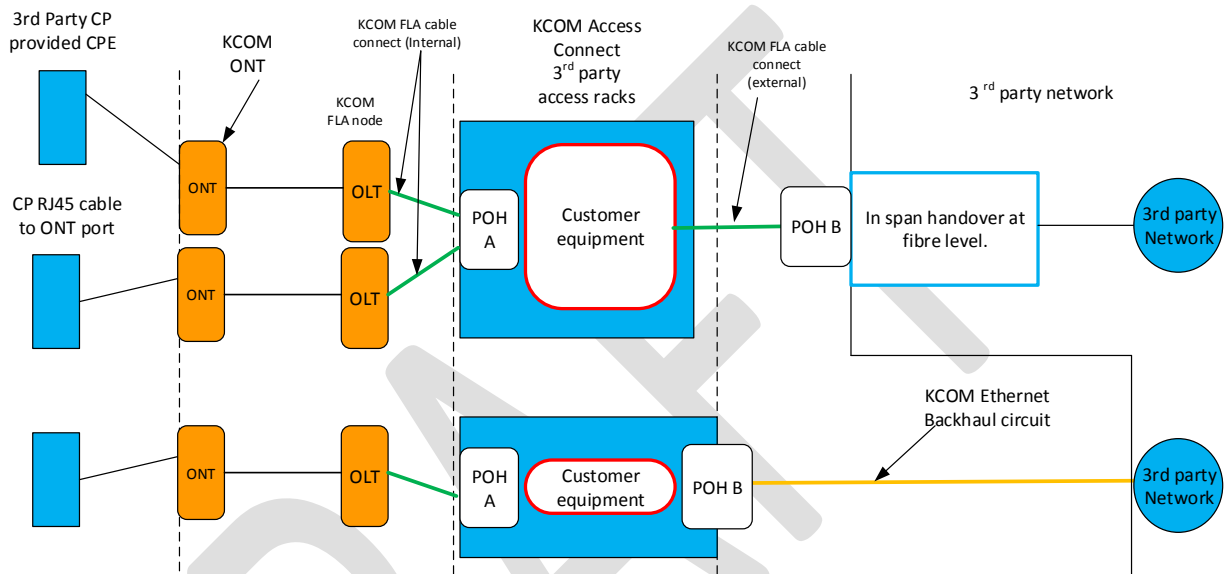 3rd Party CP
provided CPE
KCOM
ONT
KCOM FLA cable
connect (Internal)
KCOM Access
Connect
3rd party
access racks
KCOM FLA cable
connect
(external)
3 rd party network
KCOM
FLA node
ONT
OLT
POH
A
Customer
equipment
POH B
In span handover at
fibre level.
3rd party
Network
CP RJ45 cable
to ONT port
ONT
OLT
KCOM Ethernet
Backhaul circuit
ONT
OLT
POH
A
Customer
equipment
POH B
3rd party
Network
DRAFT